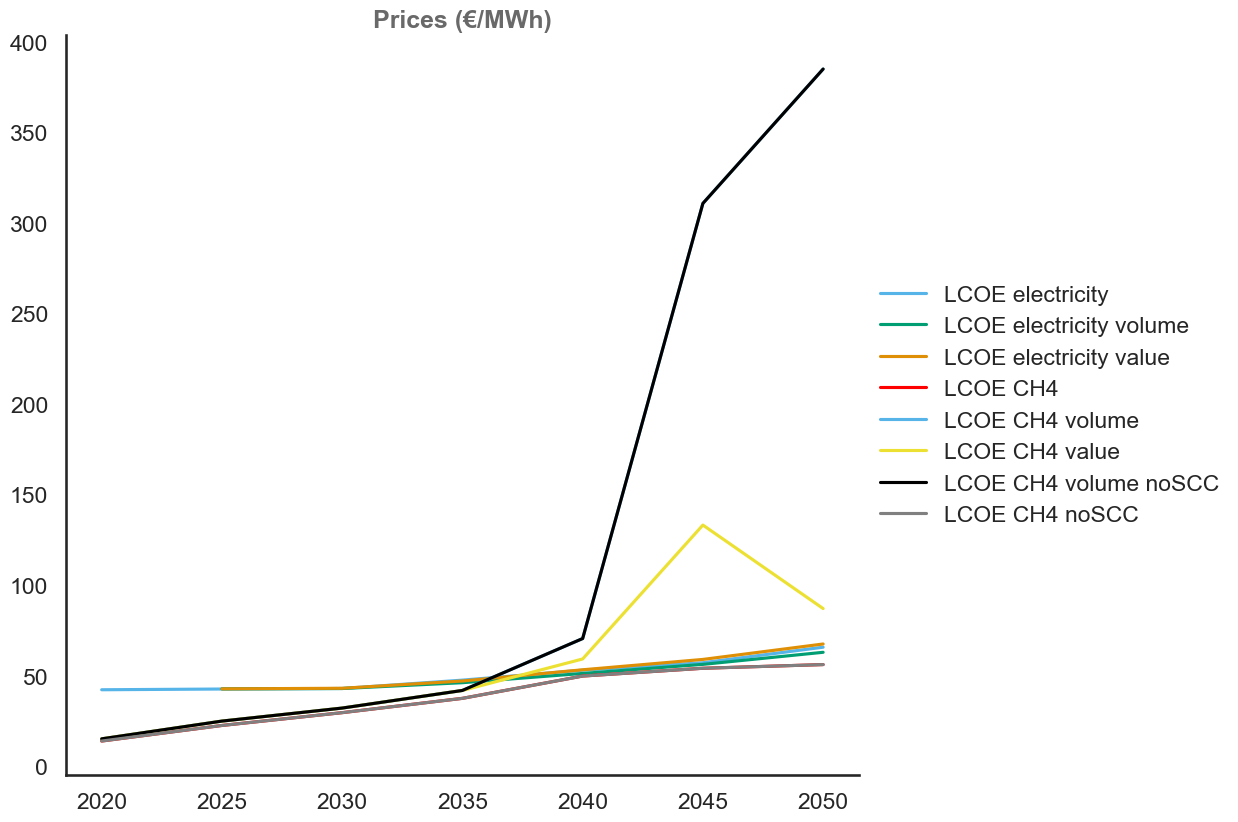 Prices (€/MWh)
400
350
300
250
200
150
100
50
0
2020 2025 2030 2035 2040 2045 2050
LCOE electricity
LCOE electricity volume
LCOE electricity value
LCOE CH4
LCOE CH4 volume
LCOE CH4 value
LCOE CH4 volume noSCC
LCOE CH4 noSCC